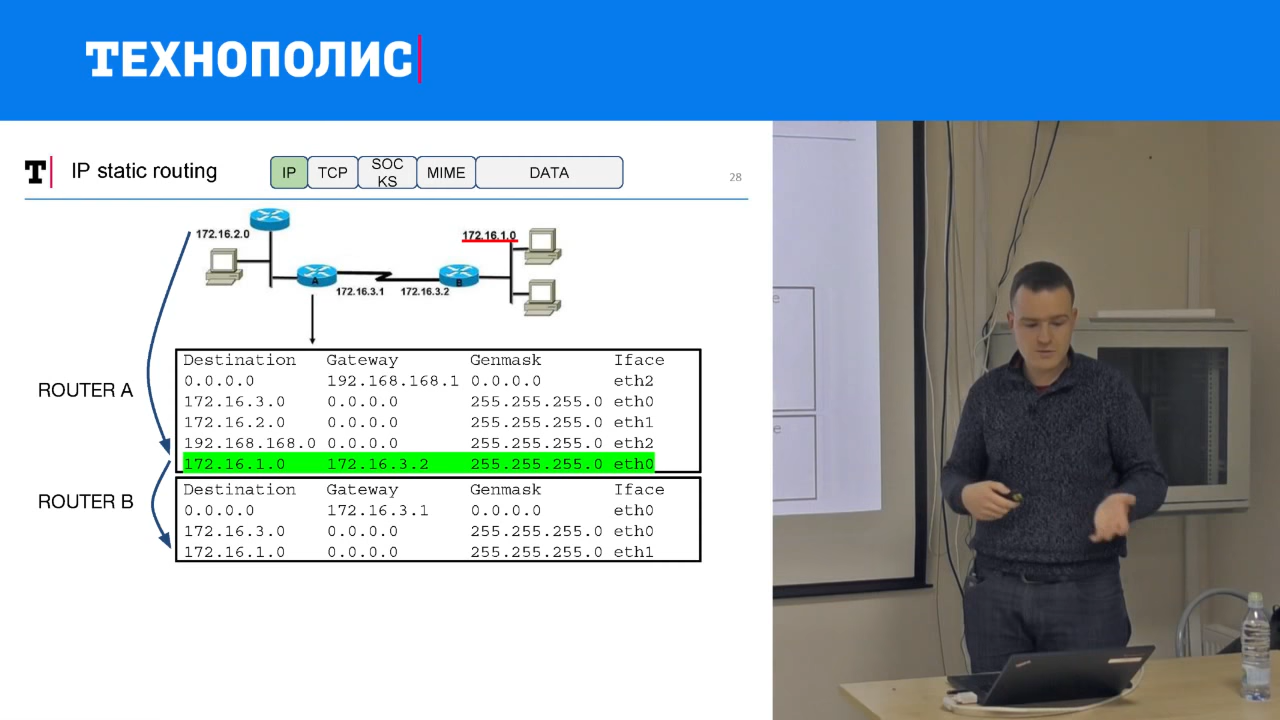 ТЕХНОПОЛИС
T IP static routing
IP TCP SOC KS MIME DATA
28
172.16.2.0
172.16.1.0
A
B
172.16.3.1 172.16.3.2
ROUTER A
Destination Gateway Genmask Iface
0.0.0.0 192.168.168.1 0.0.0.0 eth2
172.16.3.0 0.0.0.0 255.255.255.0 eth0
172.16.2.0 0.0.0.0 255.255.255.0 eth1
192.168.168.0 0.0.0.0 255.255.255.0 eth2
172.16.1.0 172.16.3.2 255.255.255.0 eth0
ROUTER B
Destination Gateway Genmask Iface
0.0.0.0 172.16.3.1 0.0.0.0 eth0
172.16.3.0 0.0.0.0 255.255.255.0 eth0
172.16.1.0 0.0.0.0 255.255.255.0 eth1